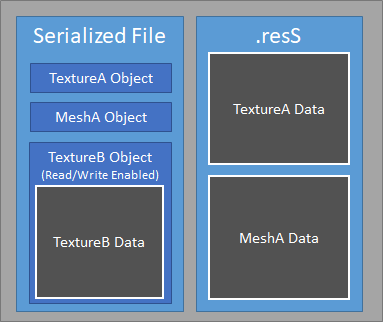 Serialized File
TextureA Object
MeshA Object
TextureB Object
(Read/Write Enabled)
TextureB Data
.resS
TextureA Data
MeshA Data